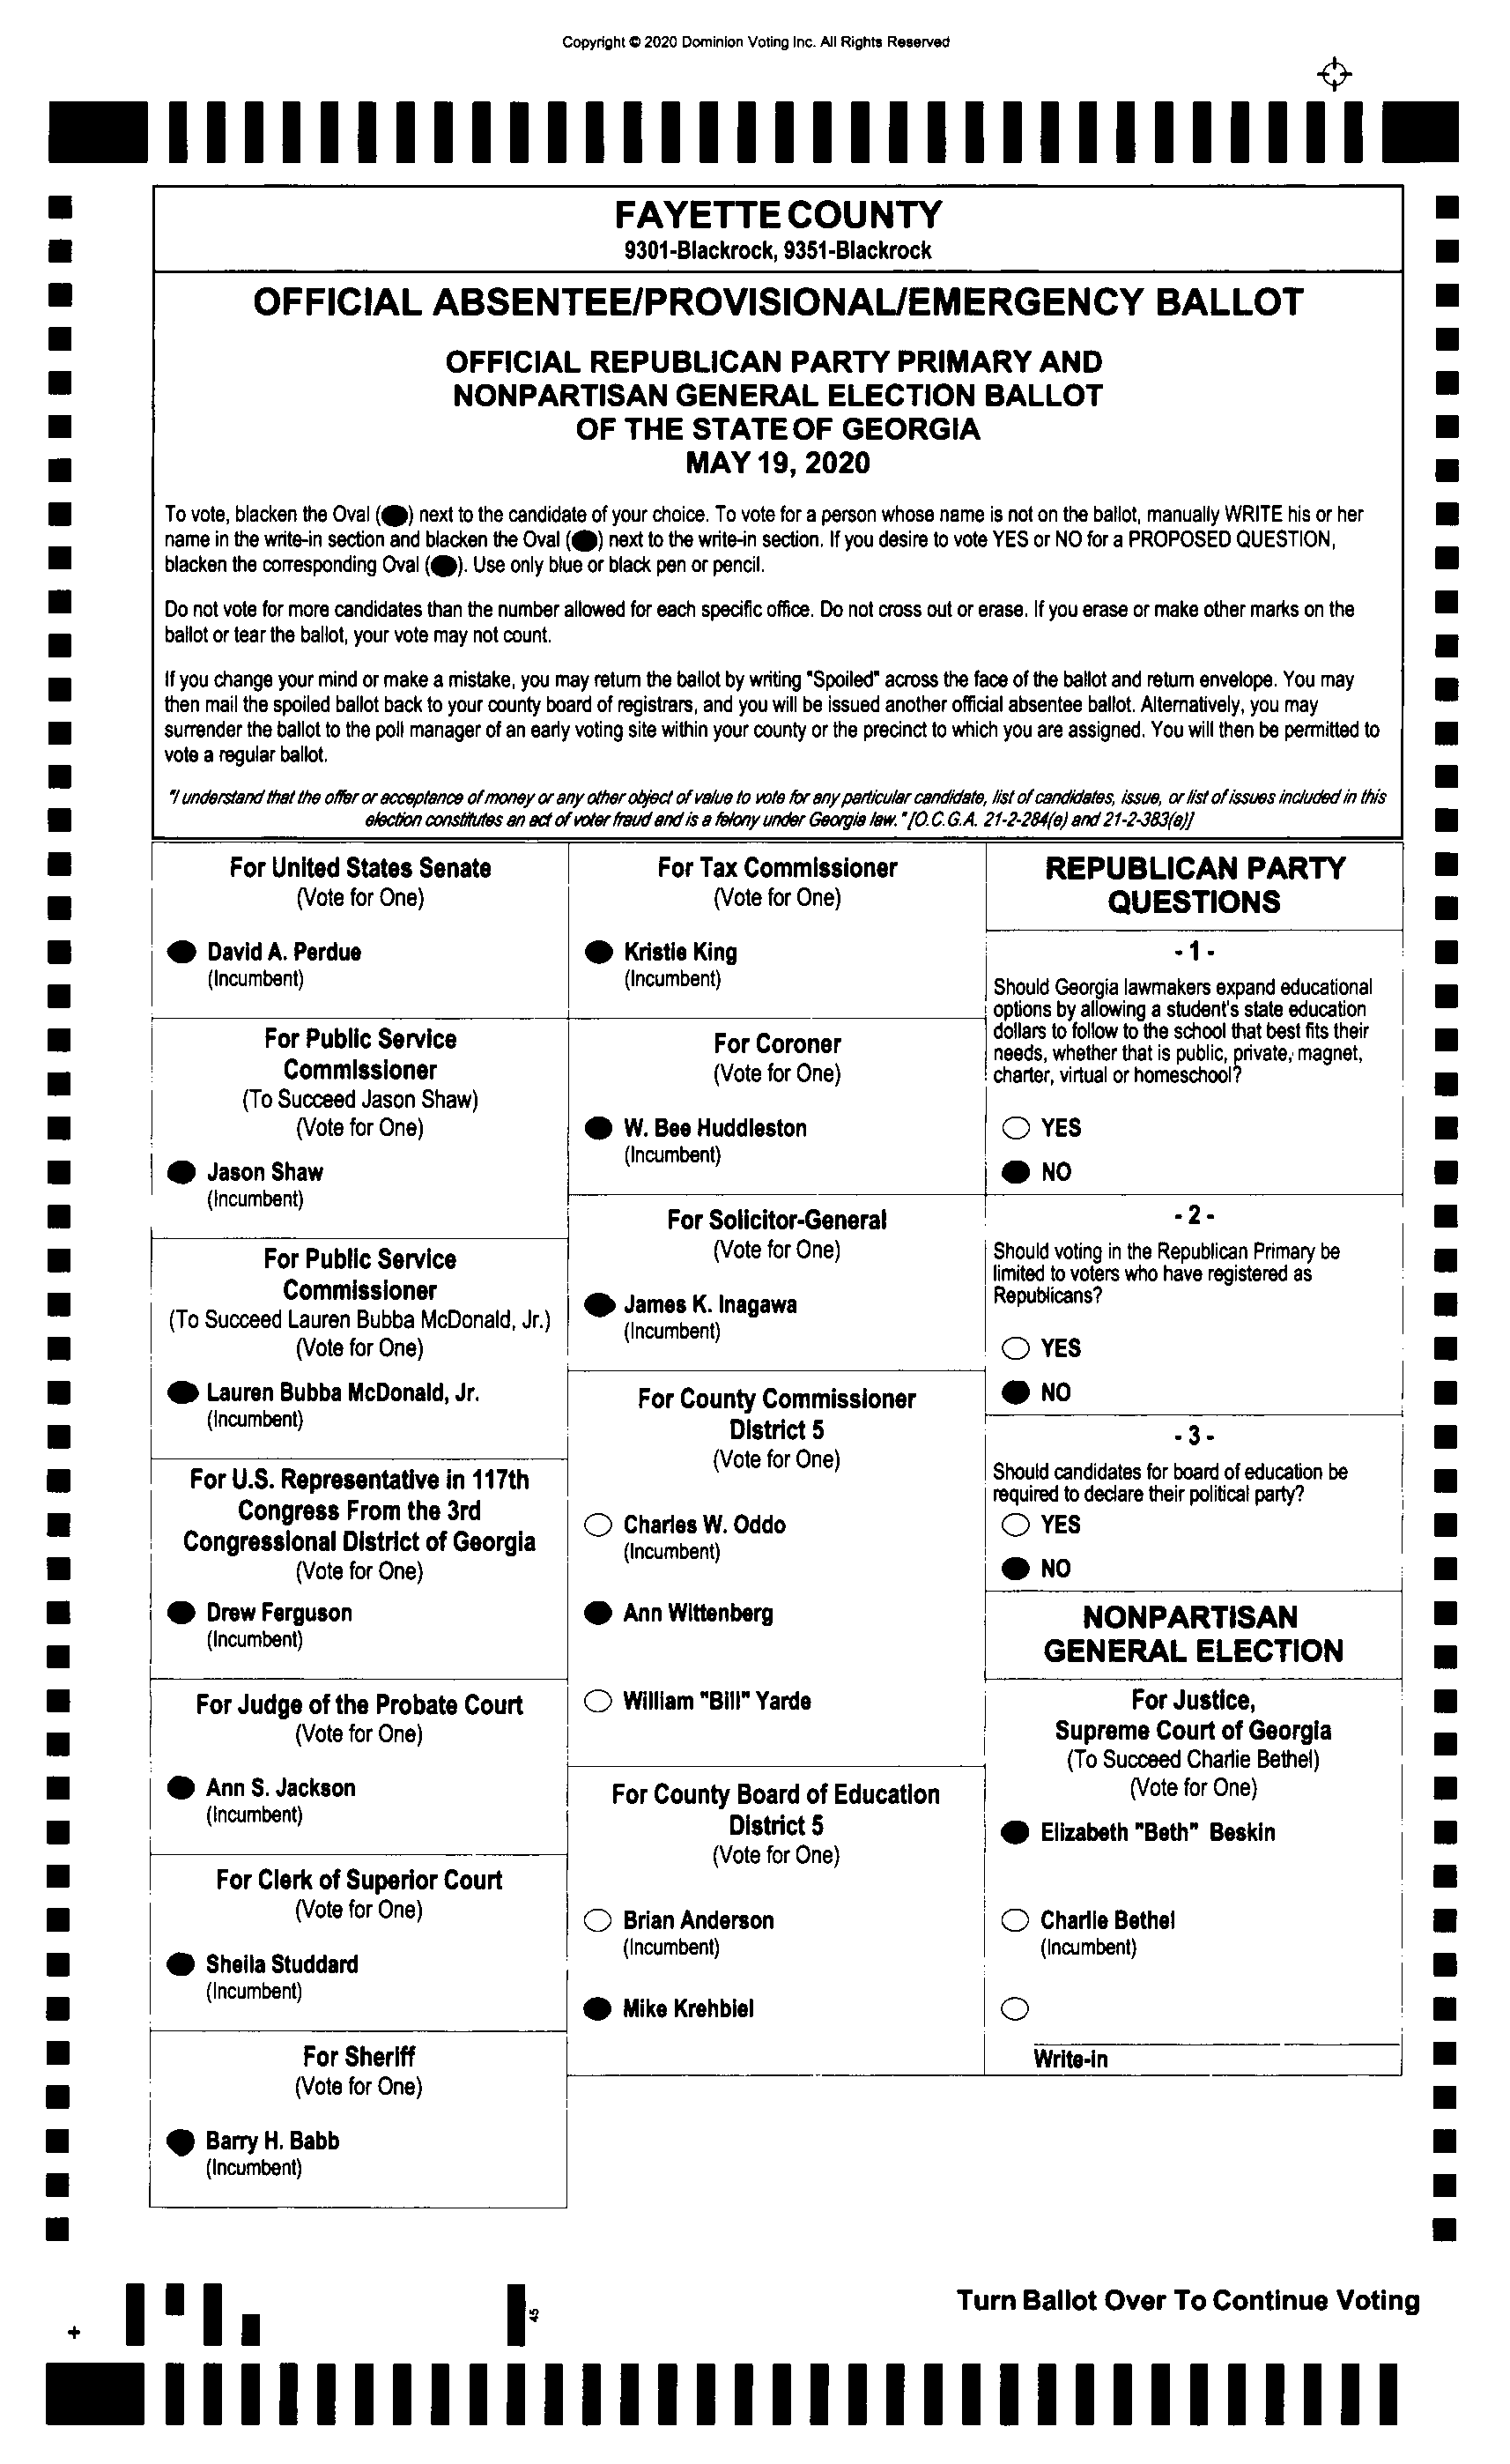 Copyright © 2020 Dominion Voting Inc. All Rights Reserved
FAYETTE COUNTY
9301-Blackrock, 9351-Blackrock
OFFICIAL ABSENTEE/PROVISIONAL/EMERGENCY BALLOT
OFFICIAL REPUBLICAN PARTY PRIMARY AND
NONPARTISAN GENERAL ELECTION BALLOT
OF THE STATE OF GEORGIA
MAY 19, 2020
To vote, blacken the Oval (●) next to the candidate of your choice. To vote for a person whose name is not on the ballot, manually WRITE his or her
name in the write-in section and blacken the Oval (●) next to the write-in section. If you desire to vote YES or NO for a PROPOSED QUESTION,
blacken the corresponding Oval (●). Use only blue or black pen or pencil.
Do not vote for more candidates than the number allowed for each specific office. Do not cross out or erase. If you erase or make other marks on the
ballot or tear the ballot, your vote may not count.
If you change your mind or make a mistake, you may return the ballot by writing "Spoiled" across the face of the ballot and return envelope. You may
then mail the spoiled ballot back to your county board of registrars, and you will be issued another official absentee ballot. Alternatively, you may
surrender the ballot to the poll manager of an early voting site within your county or the precinct to which you are assigned. You will then be permitted to
vote a regular ballot.
"I understand that the offer or acceptance of money or any other object of value to vote for any particular candidate, list of candidates, issue, or list of issues included in this
election constitutes an act of voter fraud and is a felony under Georgia law." [O.C.G.A. 21-2-284(e) and 21-2-383(a)]
For United States Senate
(Vote for One)
David A. Perdue
(Incumbent)
For Public Service
Commissioner
(To Succeed Jason Shaw)
(Vote for One)
Jason Shaw
(Incumbent)
For Public Service
Commissioner
(To Succeed Lauren Bubba McDonald, Jr.)
(Vote for One)
Lauren Bubba McDonald, Jr.
(Incumbent)
For U.S. Representative in 117th
Congress From the 3rd
Congressional District of Georgia
(Vote for One)
Drew Ferguson
(Incumbent)
For Judge of the Probate Court
(Vote for One)
Ann S. Jackson
(Incumbent)
For Clerk of Superior Court
(Vote for One)
Sheila Studdard
(Incumbent)
For Sheriff
(Vote for One)
Barry H. Babb
(Incumbent)
For Tax Commissioner
(Vote for One)
Kristie King
(Incumbent)
For Coroner
(Vote for One)
W. Bee Huddleston
(Incumbent)
For Solicitor-General
(Vote for One)
James K. Inagawa
(Incumbent)
For County Commissioner
District 5
(Vote for One)
Charles W. Oddo
(Incumbent)
Ann Wittenberg
William "Bill" Yarde
For County Board of Education
District 5
(Vote for One)
Brian Anderson
(Incumbent)
Mike Krehbiel
REPUBLICAN PARTY
QUESTIONS
- 1 -
Should Georgia lawmakers expand educational
options by allowing a student's state education
dollars to follow to the school that best fits their
needs, whether that is public, private, magnet,
charter, virtual or homeschool?
YES
NO
- 2 -
Should voting in the Republican Primary be
limited to voters who have registered as
Republicans?
YES
NO
- 3 -
Should candidates for board of education be
required to declare their political party?
YES
NO
NONPARTISAN
GENERAL ELECTION
For Justice,
Supreme Court of Georgia
(To Succeed Charlie Bethel)
(Vote for One)
Elizabeth "Beth" Beskin
Charlie Bethel
(Incumbent)
Write-in
45
Turn Ballot Over To Continue Voting